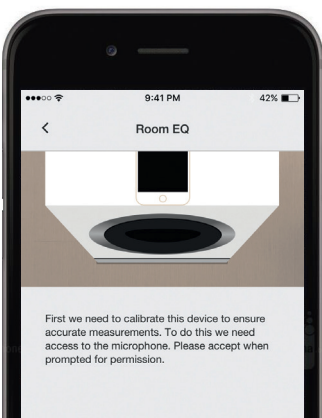 9:41 PM
42%
Room EQ
First we need to calibrate this device to ensure
accurate measurements. To do this we need
access to the microphone. Please accept when
prompted for permission.